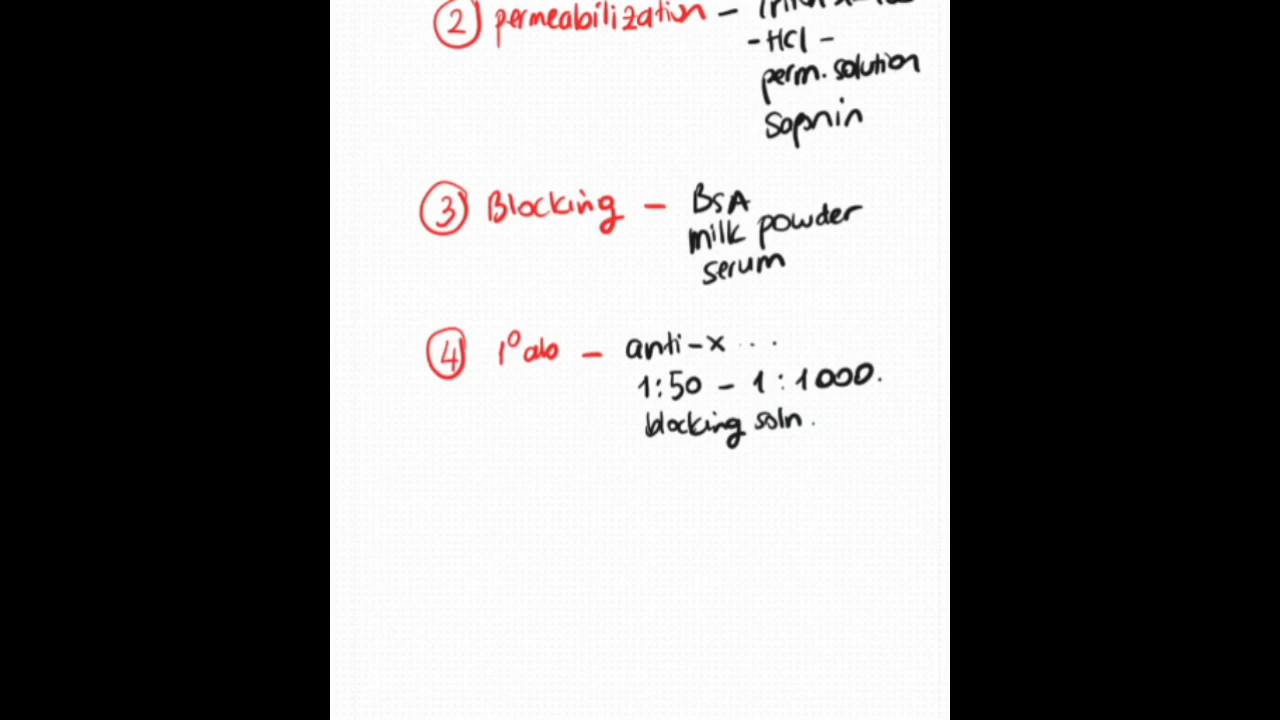 ② permeabilization -
- HCl -
perm. solution
Sapnin
③ Blocking - BSA
milk powder
serum
④ 1° ab - anti-x ...
1:50 - 1:1000.
blocking soln.